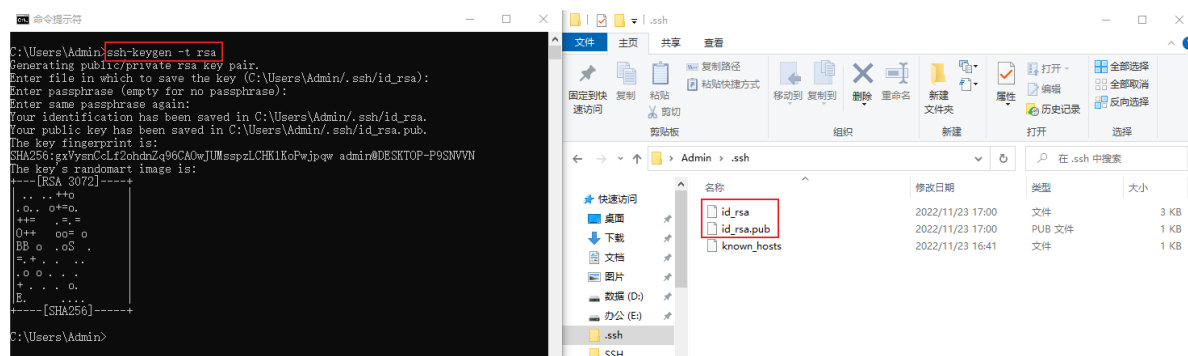 命令提示符
C:\Users\Admin>ssh-keygen -t rsa
Generating public/private rsa key pair.
Enter file in which to save the key (C:\Users\Admin/.ssh/id_rsa):
Enter passphrase (empty for no passphrase):
Enter same passphrase again:
Your identification has been saved in C:\Users\Admin/.ssh/id_rsa.
Your public key has been saved in C:\Users\Admin/.ssh/id_rsa.pub.
The key fingerprint is:
SHA256:gxVysnCcLf2ohdnZq96CAOwJUMsspzLCHK1KoPwjpqw admin@DESKTOP-P9SNVVN
The key's randomart image is:
+---[RSA 3072]----+
| .. ..++o |
|.o.. o+=o. |
|++= .=.= |
|O++ oo= o |
|BB o .oS . |
|=.+ . . .. |
|.o o . . . |
|+ . . . o. |
|E. .... |
+----[SHA256]-----+
C:\Users\Admin>
.ssh
文件 主页 共享 查看
固定到快速访问
复制
粘贴
复制路径
粘贴快捷方式
剪切
剪贴板
移动到 复制到 删除 重命名
组织
新建文件夹
新建
属性
打开
编辑
历史记录
打开
全部选择
全部取消
反向选择
选择
Admin › .ssh
在 .ssh 中搜索
快速访问
桌面
下载
文档
图片
数据 (D:)
办公 (E:)
.ssh
SSH
名称 修改日期 类型 大小
id_rsa 2022/11/23 17:00 文件 3 KB
id_rsa.pub 2022/11/23 17:00 PUB 文件 1 KB
known_hosts 2022/11/23 16:41 文件 1 KB